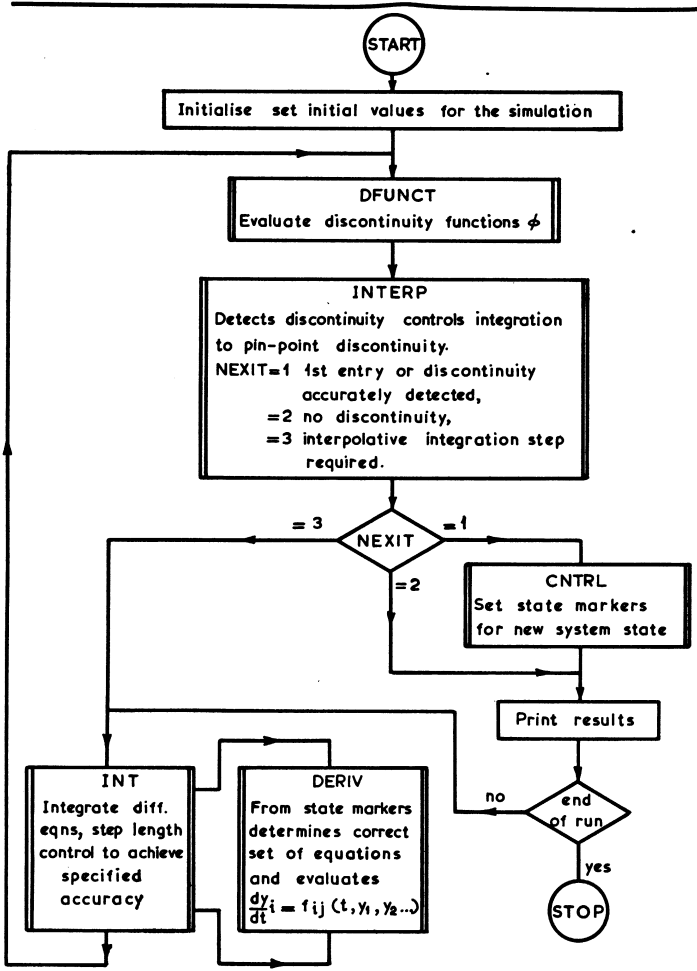 START
Initialise set initial values for the simulation
DFUNCT
Evaluate discontinuity functions ϕ
INTERP
Detects discontinuity controls integration
to pin-point discontinuity.
NEXIT=1 1st entry or discontinuity
accurately detected,
=2 no discontinuity,
=3 interpolative integration step
required.
= 3
NEXIT
=1
=2
CNTRL
Set state markers
for new system state
Print results
INT
Integrate diff.
eqns, step length
control to achieve
specified
accuracy
DERIV
From state markers
determines correct
set of equations
and evaluates
dy/dt i = fij (t, y1, y2...)
no
end
of run
yes
STOP